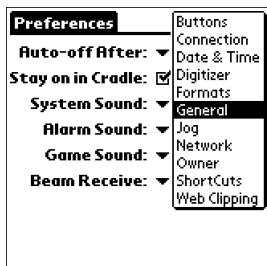 Preferences
Auto-off After:
Stay on in Cradle:
System Sound:
Alarm Sound:
Game Sound:
Beam Receive:
Buttons
Connection
Date & Time
Digitizer
Formats
General
Jog
Network
Owner
ShortCuts
Web Clipping